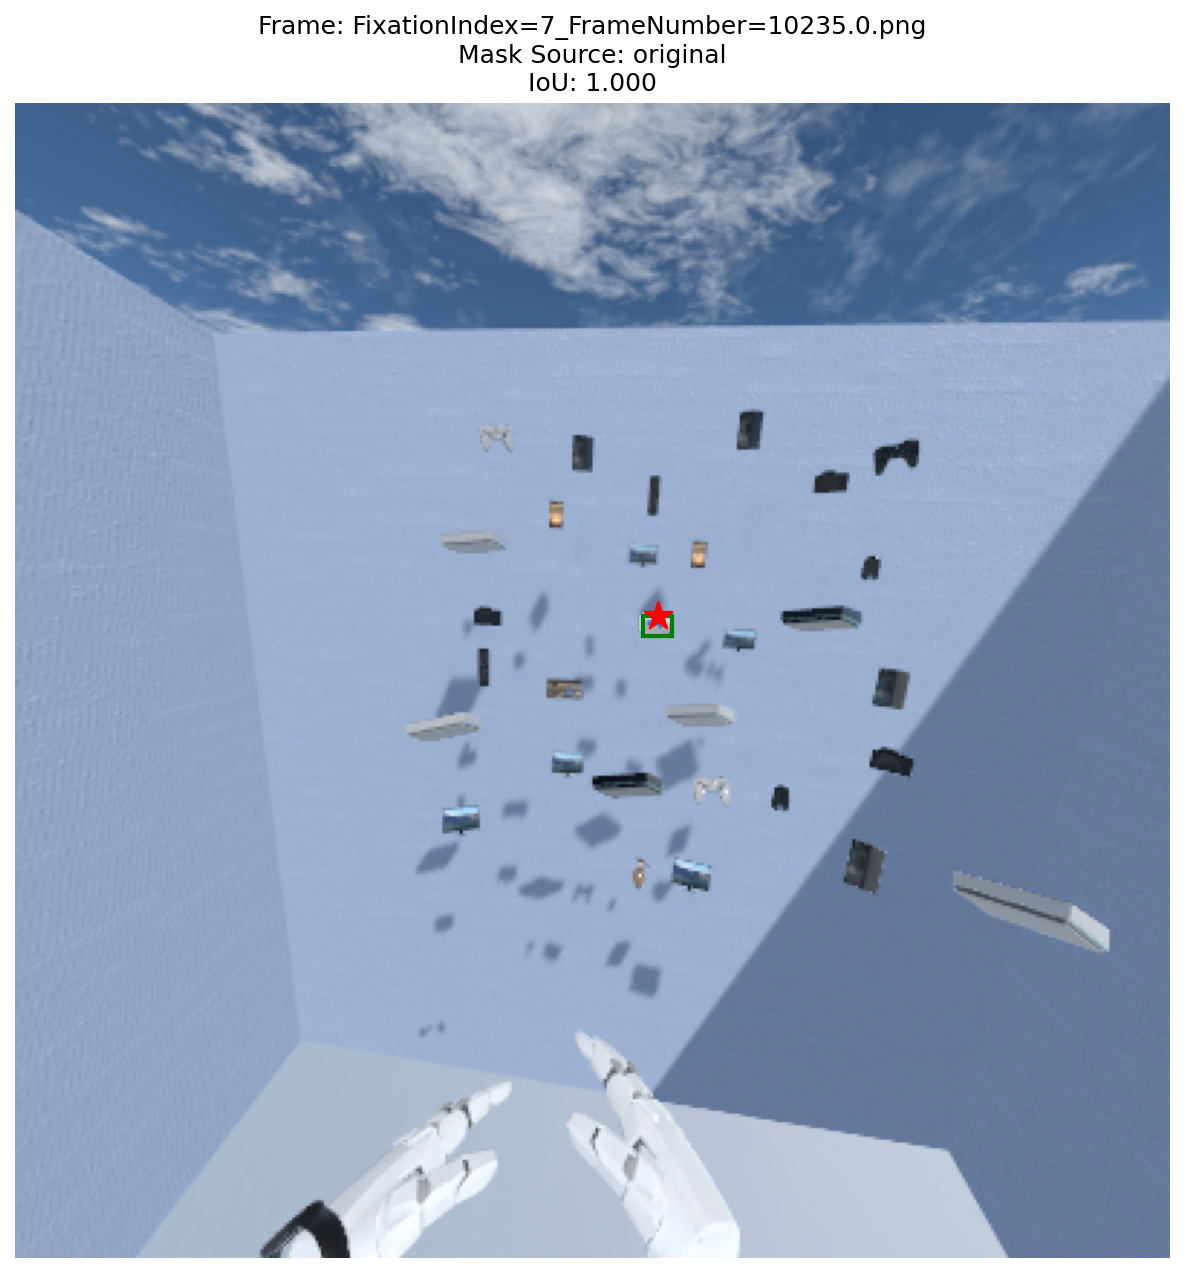 Frame: FixationIndex=7_FrameNumber=10235.0.png
Mask Source: original
IoU: 1.000